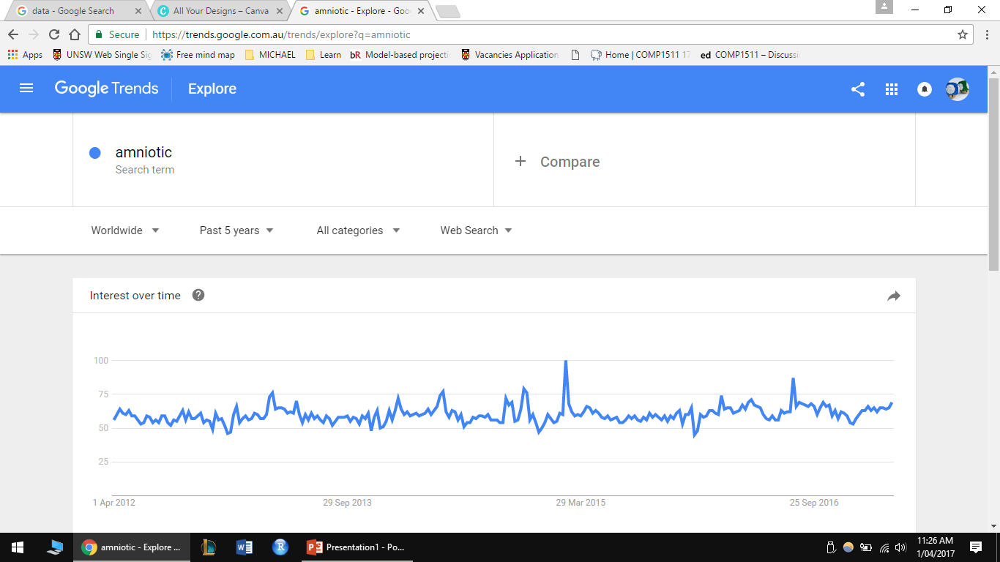 data - Google Search
All Your Designs – Canva
amniotic - Explore - Goo
Secure https://trends.google.com.au/trends/explore?q=amniotic
Apps UNSW Web Single Sig Free mind map MICHAEL Learn bR Model-based projecti Vacancies Application Home | COMP1511 17 ed COMP1511 – Discussi
Google Trends Explore
amniotic
Search term
+ Compare
Worldwide Past 5 years All categories Web Search
Interest over time ?
100
75
50
25
1 Apr 2012 29 Sep 2013 29 Mar 2015 25 Sep 2016
amniotic - Explore ... Presentation1 - Po... 11:26 AM
1/04/2017